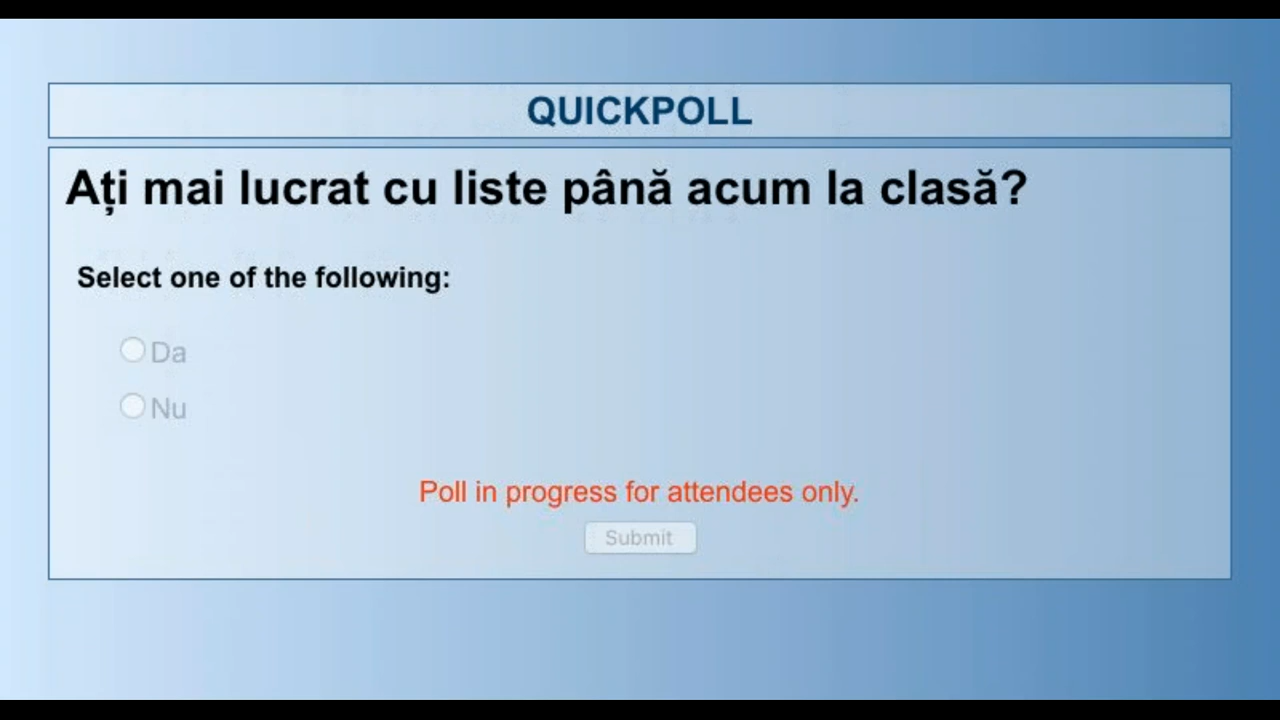 QUICKPOLL
Ați mai lucrat cu liste până acum la clasă?
Select one of the following:
Da
Nu
Poll in progress for attendees only.
Submit